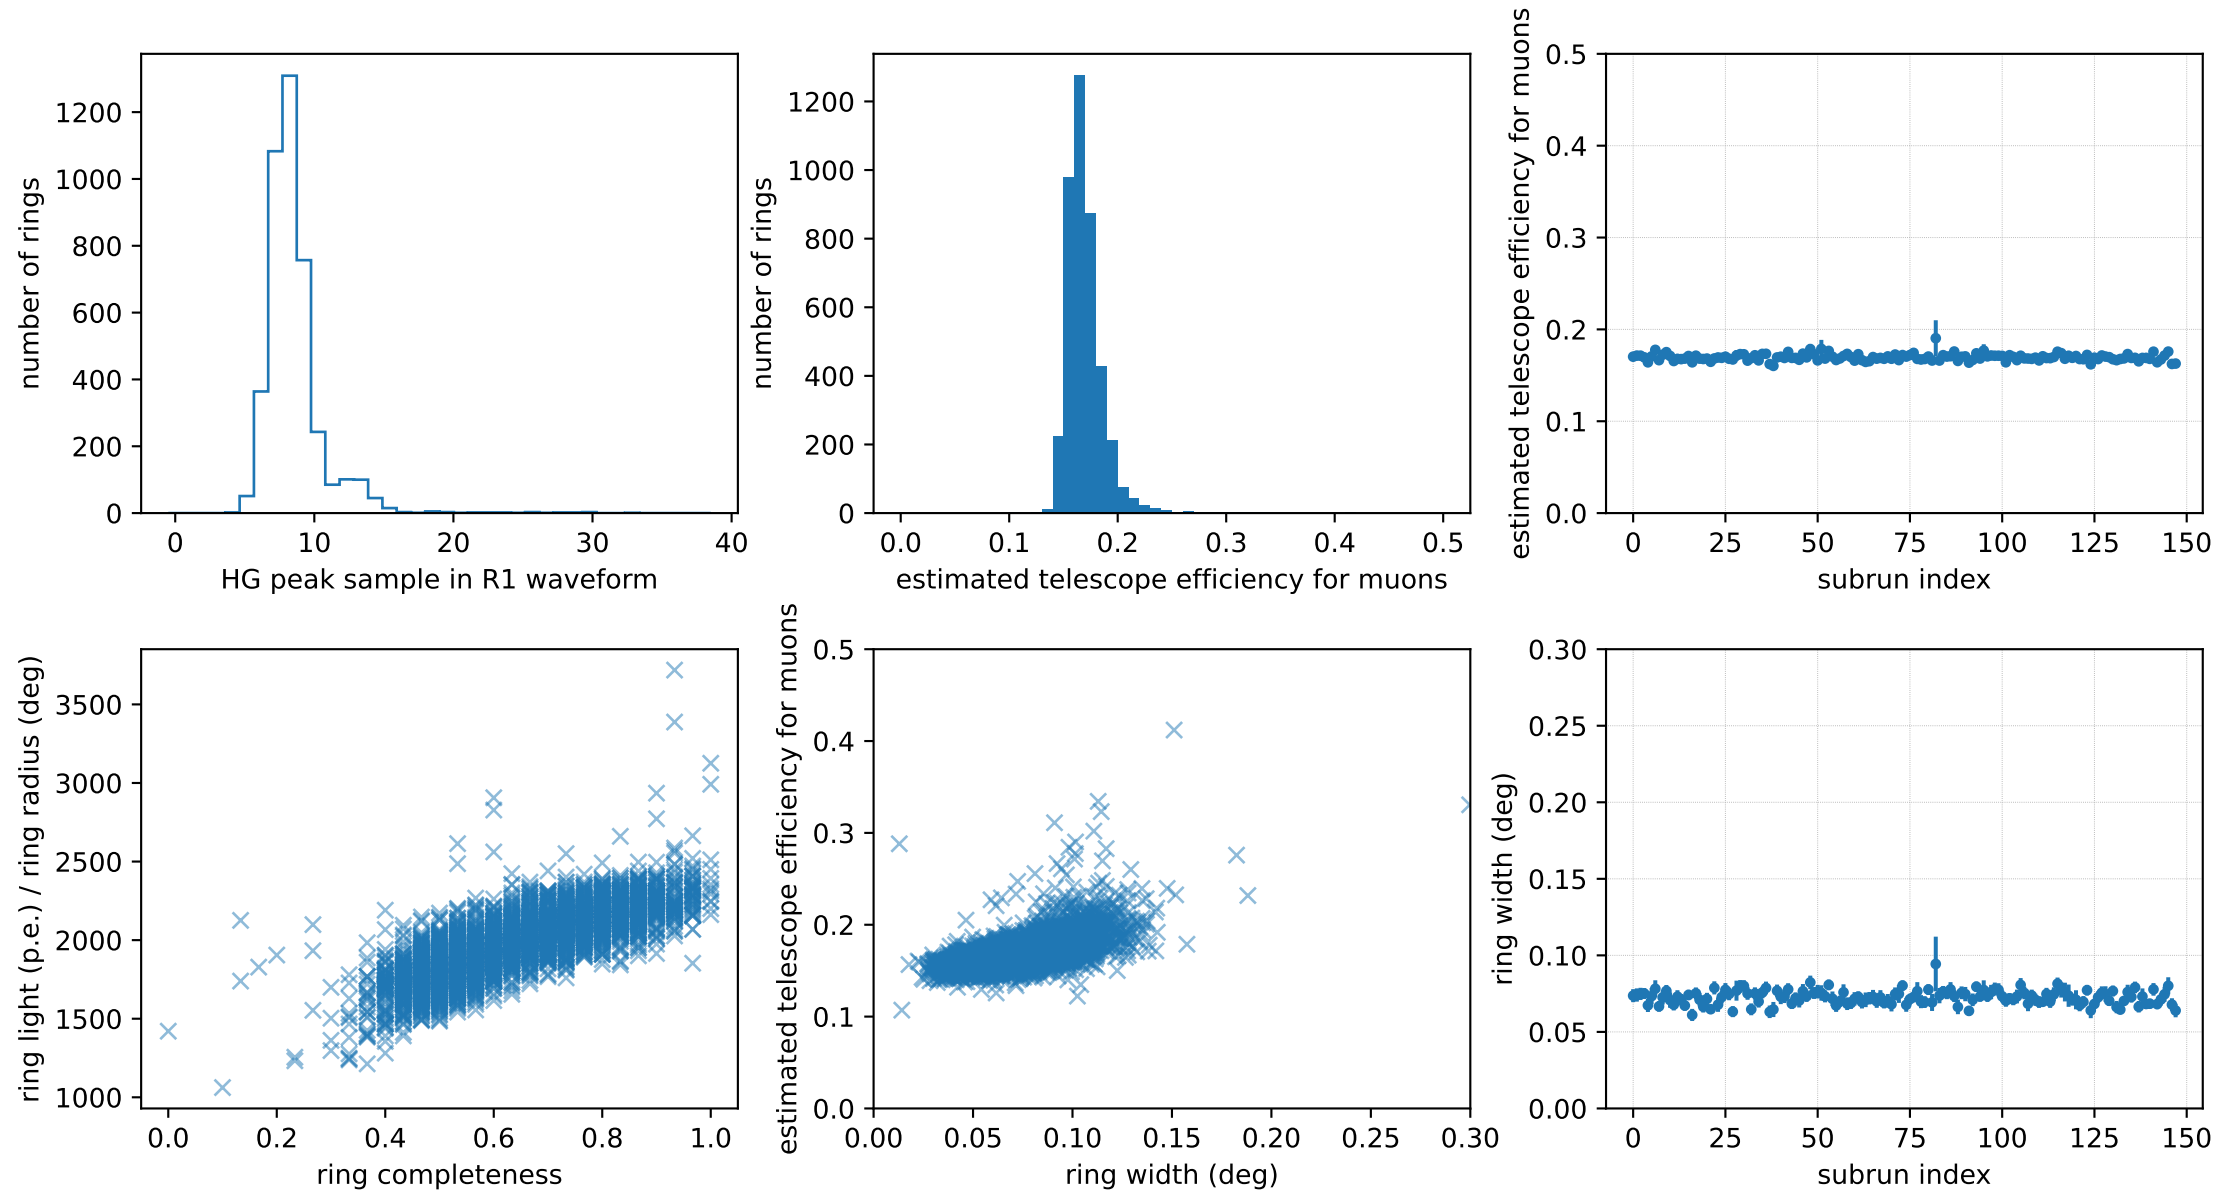 number of rings
1200
1000
800
600
400
200
0
0 10 20 30 40
HG peak sample in R1 waveform
number of rings
1200
1000
800
600
400
200
0
0.0 0.1 0.2 0.3 0.4 0.5
estimated telescope efficiency for muons
estimated telescope efficiency for muons
0.5
0.4
0.3
0.2
0.1
0.0
0 25 50 75 100 125 150
subrun index
ring light (p.e.) / ring radius (deg)
3500
3000
2500
2000
1500
1000
0.0 0.2 0.4 0.6 0.8 1.0
ring completeness
estimated telescope efficiency for muons
0.5
0.4
0.3
0.2
0.1
0.0
0.00 0.05 0.10 0.15 0.20 0.25 0.30
ring width (deg)
ring width (deg)
0.30
0.25
0.20
0.15
0.10
0.05
0.00
0 25 50 75 100 125 150
subrun index